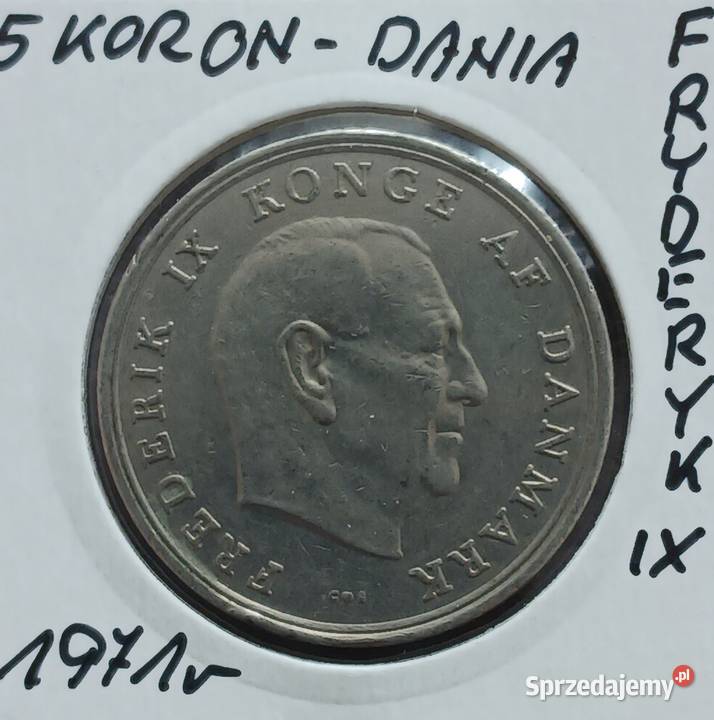 5 KORON - DANIA
FRYDERYK IX
FREDERIK IX KONGE AF DANMARK
1971r
Sprzedajemy.pl